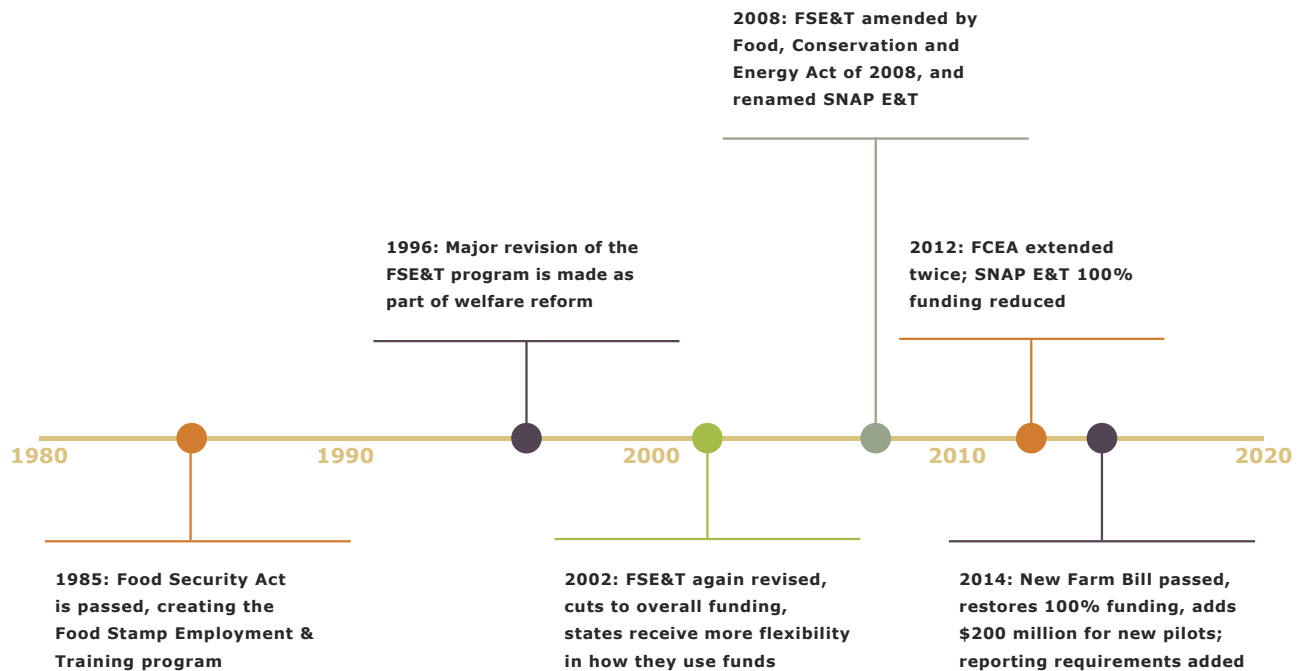 2008: FSE&T amended by
Food, Conservation and
Energy Act of 2008, and
renamed SNAP E&T
1996: Major revision of the
FSE&T program is made as
part of welfare reform
2012: FCEA extended
twice; SNAP E&T 100%
funding reduced
1980
1990
2000
2010
2020
1985: Food Security Act
is passed, creating the
Food Stamp Employment &
Training program
2002: FSE&T again revised,
cuts to overall funding,
states receive more flexibility
in how they use funds
2014: New Farm Bill passed,
restores 100% funding, adds
$200 million for new pilots;
reporting requirements added